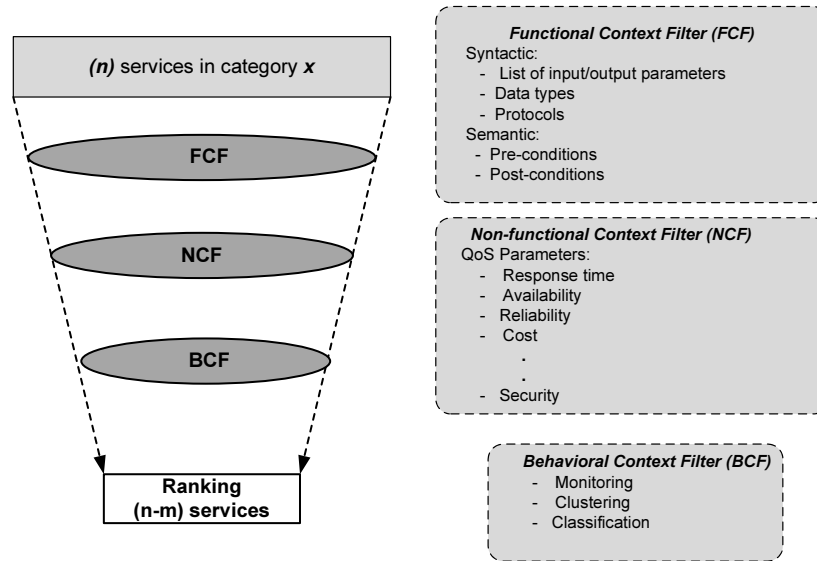 (n) services in category x
FCF
NCF
BCF
Ranking
(n-m) services
Functional Context Filter (FCF)
Syntactic:
- List of input/output parameters
- Data types
- Protocols
Semantic:
- Pre-conditions
- Post-conditions
Non-functional Context Filter (NCF)
QoS Parameters:
- Response time
- Availability
- Reliability
- Cost
.
.
- Security
Behavioral Context Filter (BCF)
- Monitoring
- Clustering
- Classification